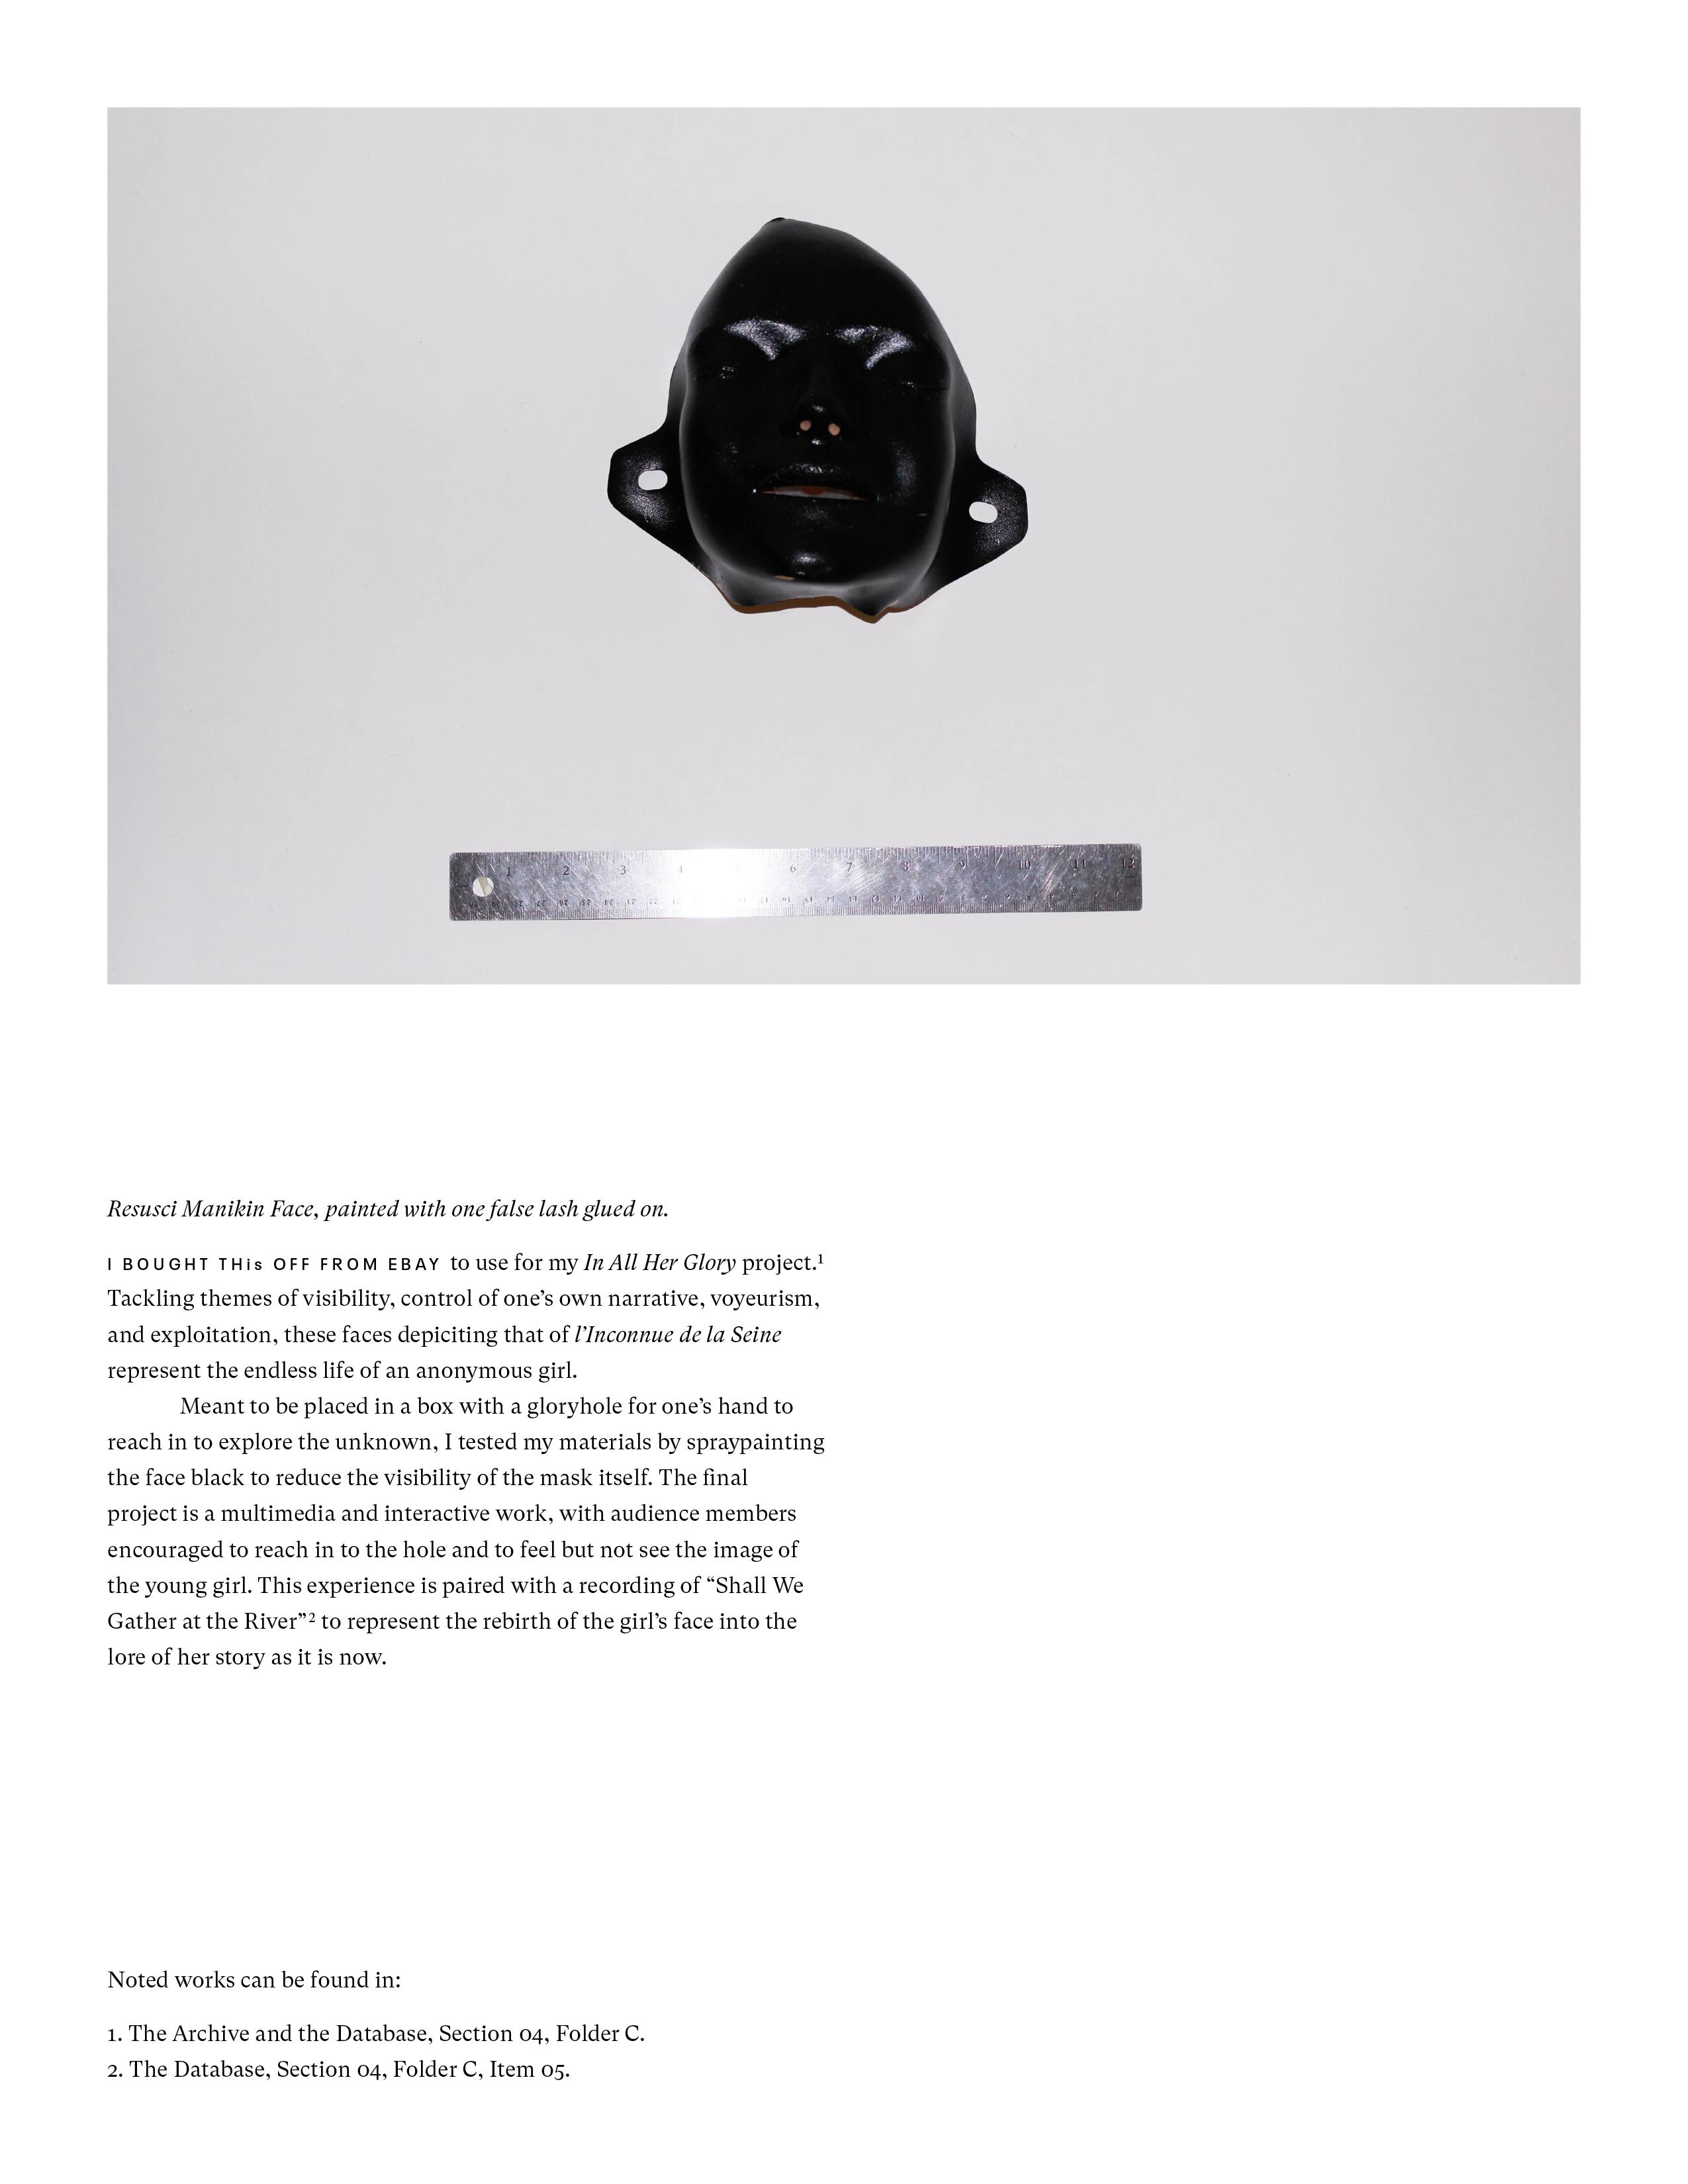 1 2 3 4 6 7 8 9 10 11 12
Resusci Manikin Face, painted with one false lash glued on.
I BOUGHT THis OFF FROM EBAY to use for my In All Her Glory project.¹
Tackling themes of visibility, control of one’s own narrative, voyeurism,
and exploitation, these faces depiciting that of l’Inconnue de la Seine
represent the endless life of an anonymous girl.
Meant to be placed in a box with a gloryhole for one’s hand to
reach in to explore the unknown, I tested my materials by spraypainting
the face black to reduce the visibility of the mask itself. The final
project is a multimedia and interactive work, with audience members
encouraged to reach in to the hole and to feel but not see the image of
the young girl. This experience is paired with a recording of “Shall We
Gather at the River”² to represent the rebirth of the girl’s face into the
lore of her story as it is now.
Noted works can be found in:
1. The Archive and the Database, Section 04, Folder C.
2. The Database, Section 04, Folder C, Item 05.